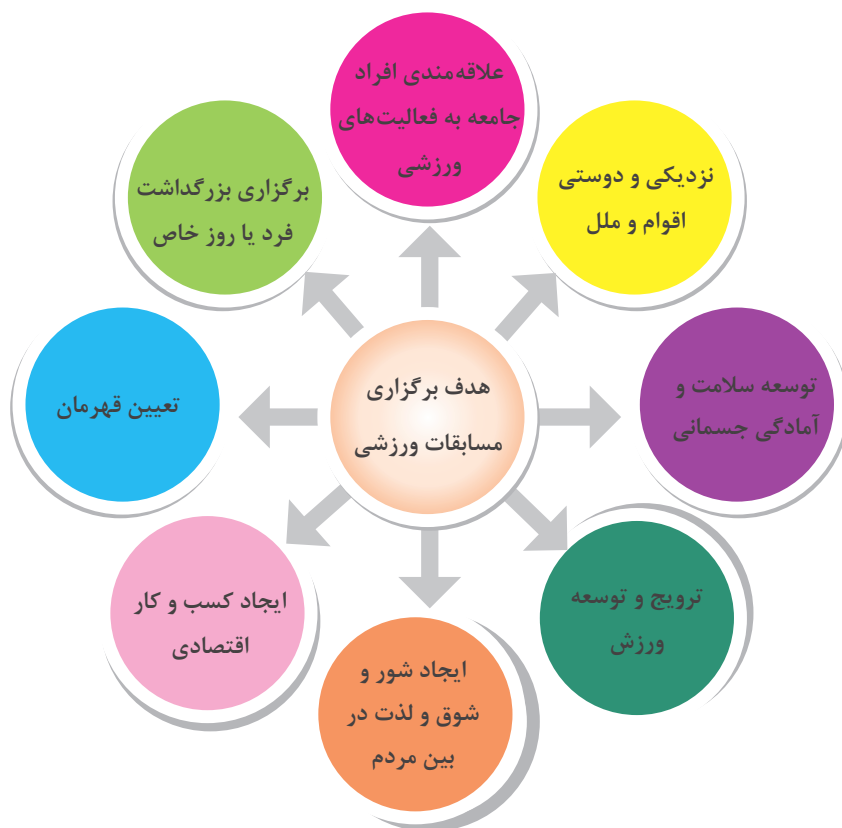 علاقه‌مندی افراد
جامعه به فعالیت‌های
ورزشی
نزدیکی و دوستی
اقوام و ملل
توسعه سلامت و
آمادگی جسمانی
ترویج و توسعه
ورزش
ایجاد شور و
شوق و لذت در
بین مردم
ایجاد کسب و کار
اقتصادی
تعیین قهرمان
برگزاری بزرگداشت
فرد یا روز خاص
هدف برگزاری
مسابقات ورزشی